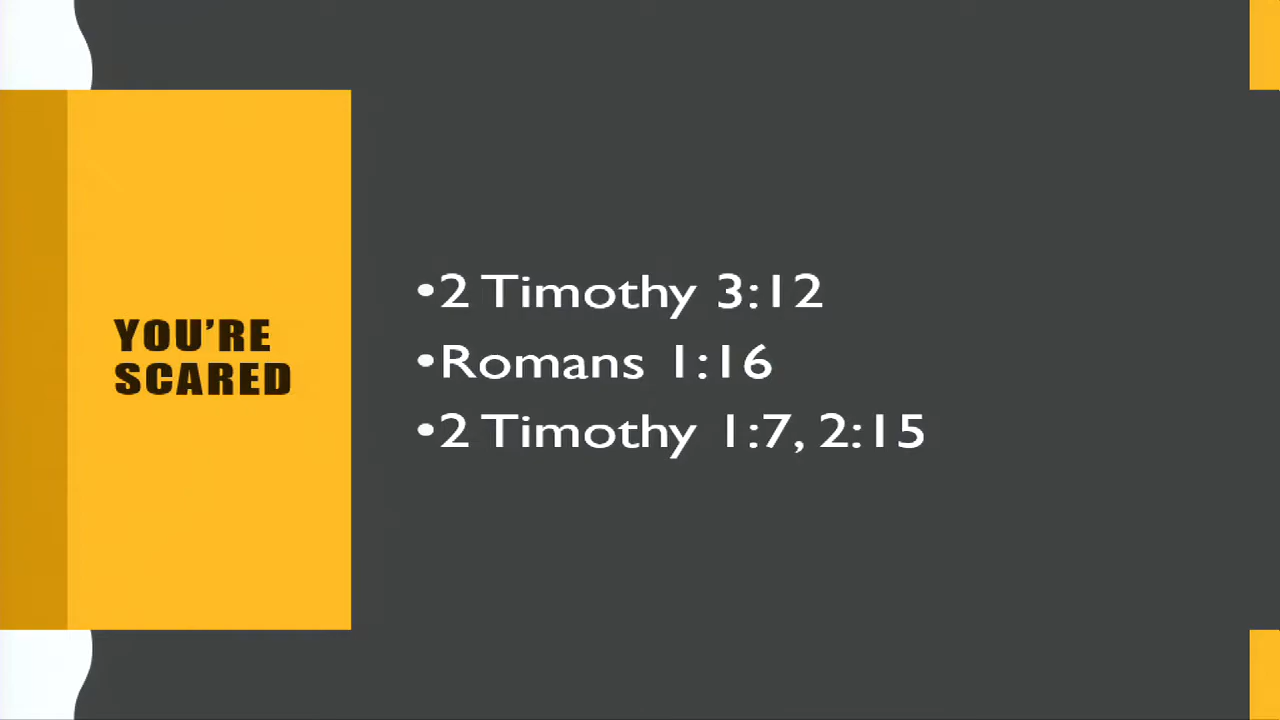 YOU'RE
SCARED
•2 Timothy 3:12
•Romans 1:16
•2 Timothy 1:7, 2:15